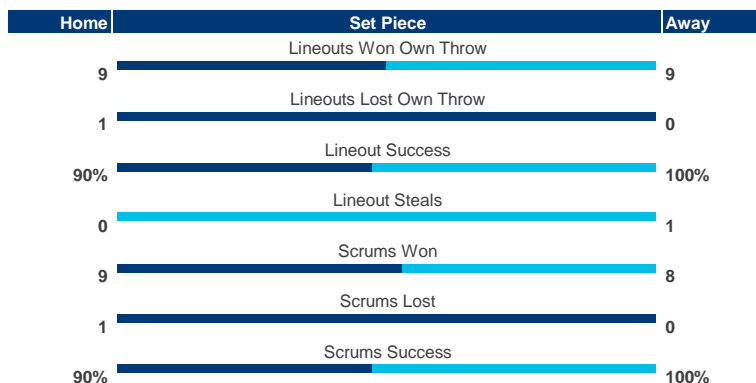 Home Set Piece Away
Lineouts Won Own Throw
9 9
Lineouts Lost Own Throw
1 0
Lineout Success
90% 100%
Lineout Steals
0 1
Scrums Won
9 8
Scrums Lost
1 0
Scrums Success
90% 100%